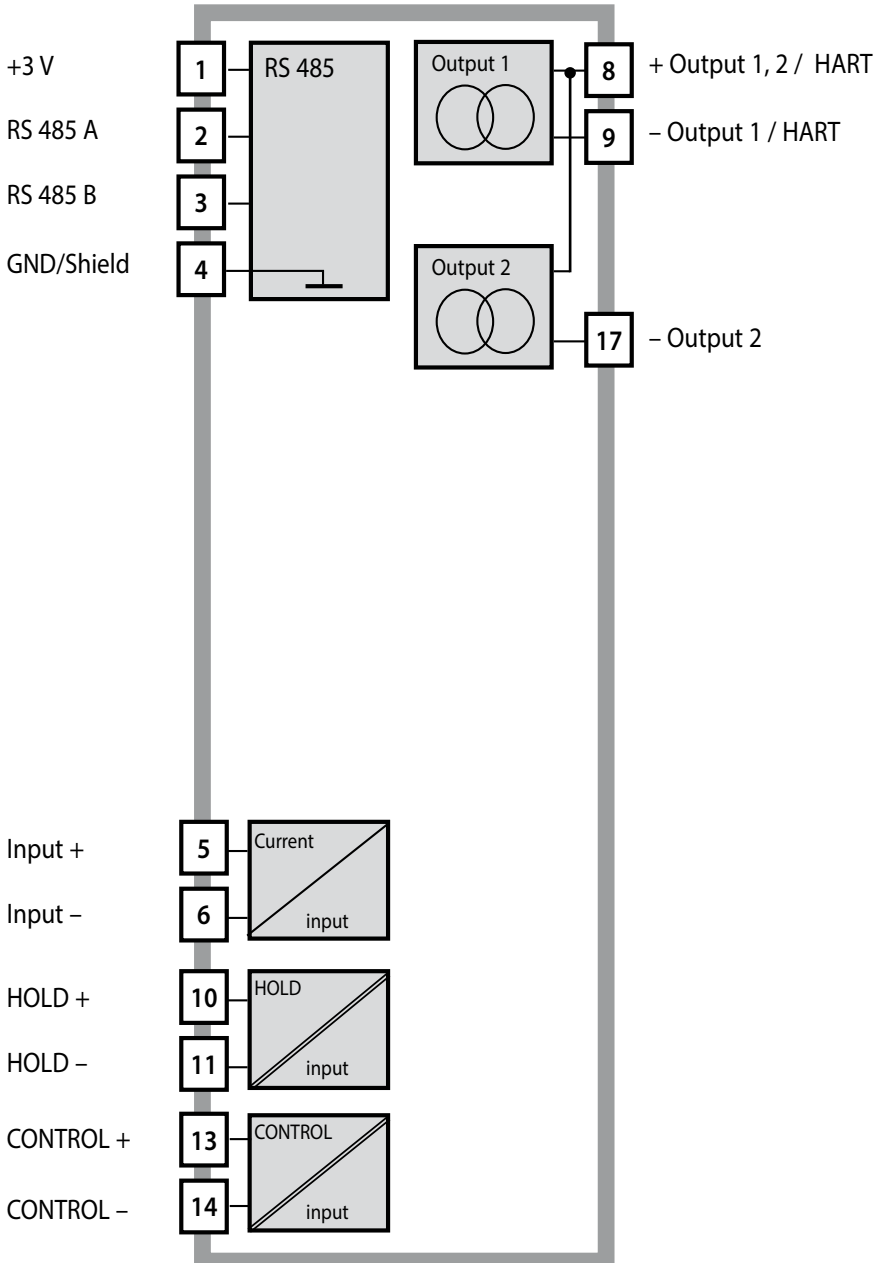 +3 V
1
RS 485
Output 1
8
+ Output 1, 2 / HART
RS 485 A
2
9
– Output 1 / HART
RS 485 B
3
GND/Shield
4
Output 2
17
– Output 2
Input +
5
Current
Input –
6
input
HOLD +
10
HOLD
HOLD –
11
input
CONTROL +
13
CONTROL
CONTROL –
14
input